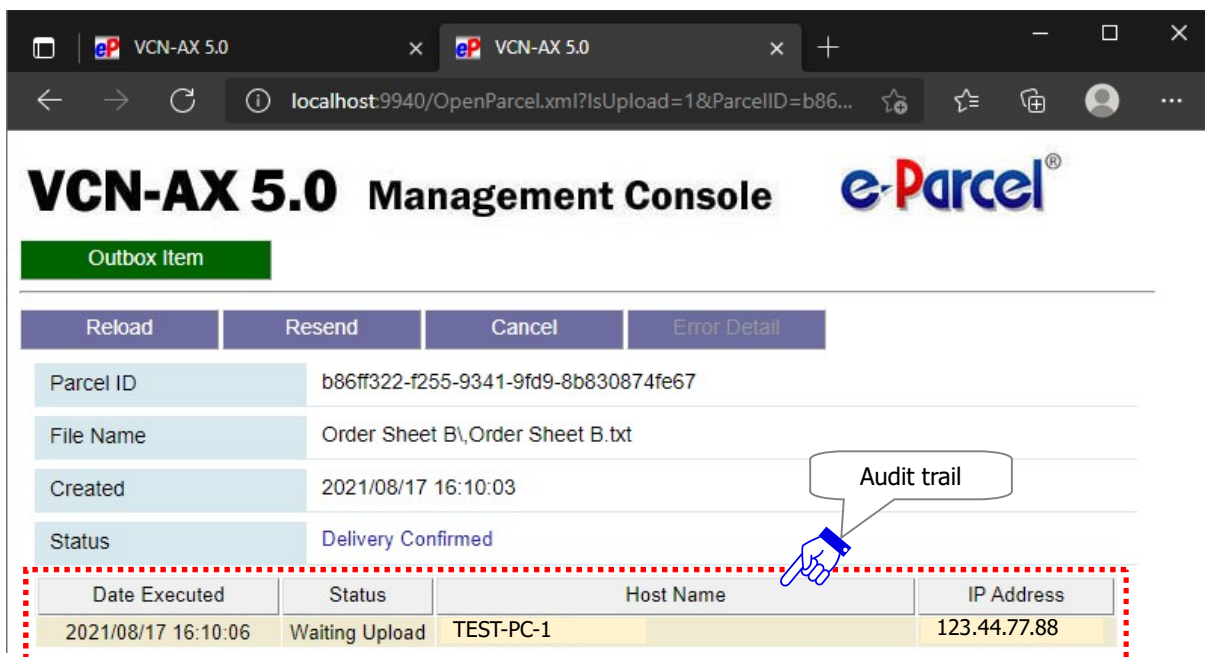 VCN-AX 5.0 VCN-AX 5.0
localhost:9940/OpenParcel.xml?IsUpload=1&ParcelID=b86...
VCN-AX 5.0 Management Console e-Parcel®
Outbox Item
Reload Resend Cancel Error Detail
Parcel ID b86ff322-f255-9341-9fd9-8b830874fe67
File Name Order Sheet B\,Order Sheet B.txt
Created 2021/08/17 16:10:03
Audit trail
Status Delivery Confirmed
Date Executed Status Host Name IP Address
2021/08/17 16:10:06 Waiting Upload TEST-PC-1 123.44.77.88